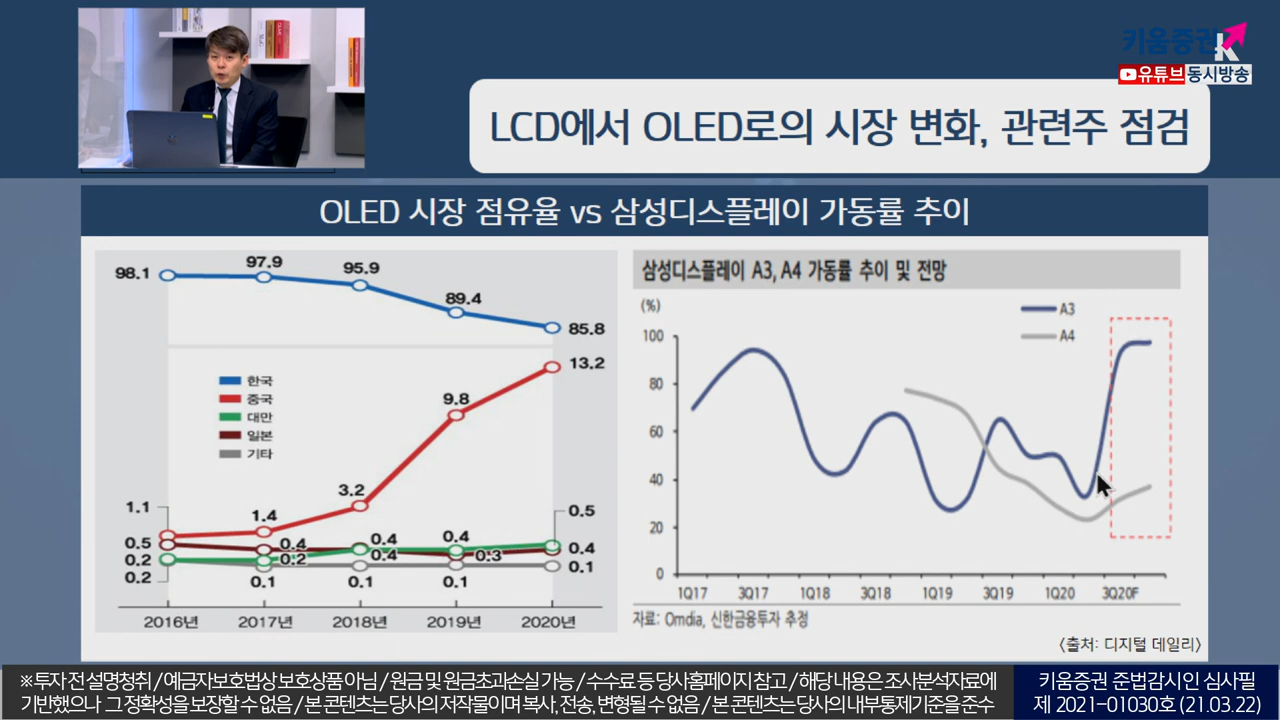 키움증권
유튜브동시방송
LCD에서 OLED로의 시장 변화, 관련주 점검
OLED 시장 점유율 vs 삼성디스플레이 가동률 추이
98.1
97.9
95.9
89.4
85.8
13.2
9.8
3.2
1.4
1.1
한국
중국
대만
일본
기타
0.5
0.2
0.2
0.4
0.2
0.1
0.4
0.4
0.1
0.4
0.3
0.1
0.5
0.4
0.1
2016년 2017년 2018년 2019년 2020년
삼성디스플레이 A3, A4 가동률 추이 및 전망
(%)
A3
A4
100
80
60
40
20
0
1Q17 3Q17 1Q18 3Q18 1Q19 3Q19 1Q20 3Q20F
자료: Omdia, 신한금융투자 추정
〈출처: 디지털 데일리〉
※ 투자 전 설명청취 / 예금자보호법상 보호상품 아님 / 원금 및 원금초과손실 가능 / 수수료 등 당사홈페이지 참고 / 해당 내용은 조사분석자료에
기반했으나 그 정확성을 보장할 수 없음 / 본 콘텐츠는 당사의 저작물이며 복사, 전송, 변형될 수 없음 / 본 콘텐츠는 당사의 내부통제기준을 준수
키움증권 준법감시인 심사필
제 2021-01030호 (21.03.22)